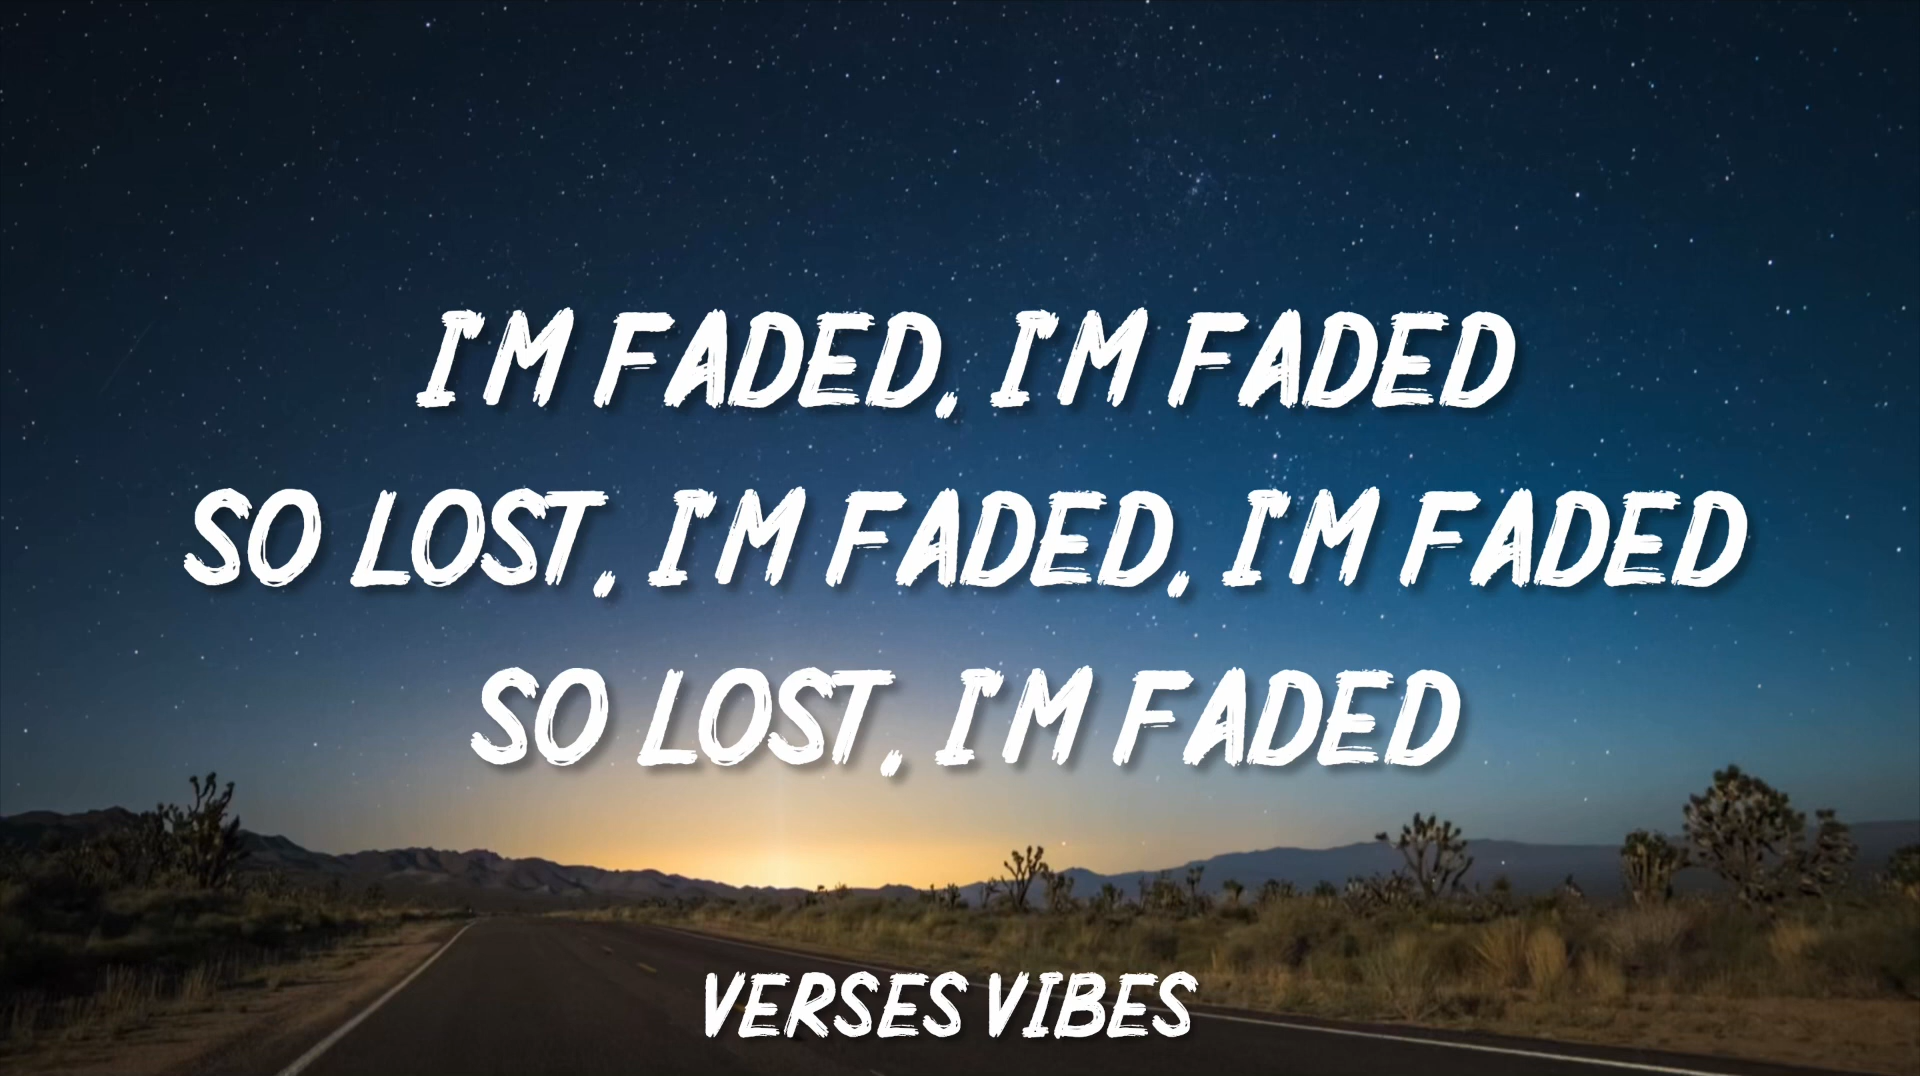 I'M FADED, I'M FADED
SO LOST, I'M FADED, I'M FADED
SO LOST, I'M FADED
VERSES VIBES